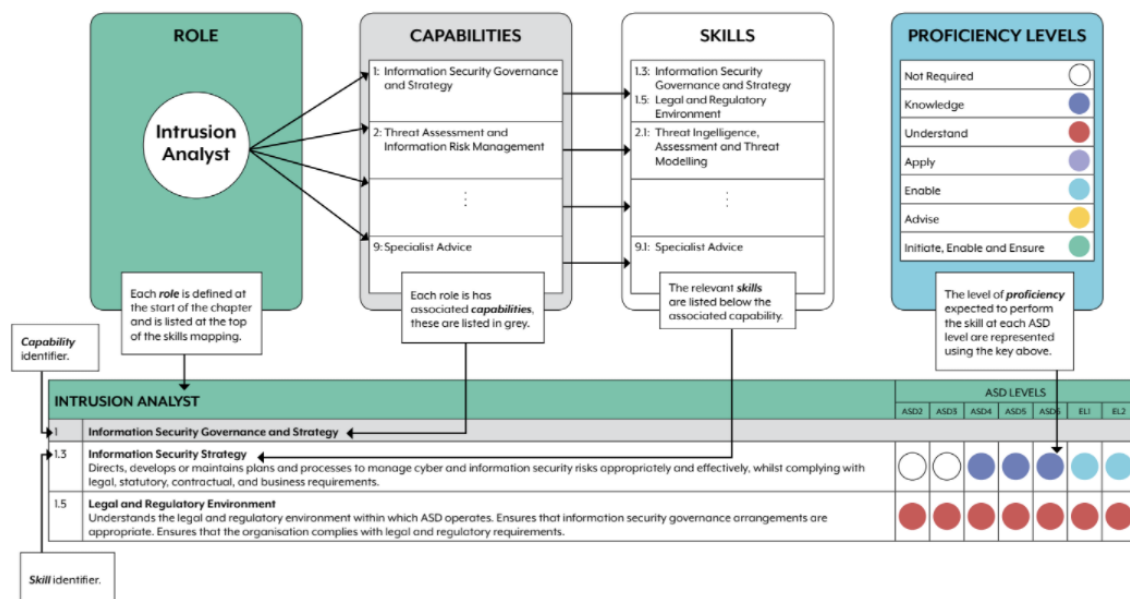 ROLE
Intrusion
Analyst
Each role is defined at
the start of the chapter
and is listed at the top
of the skills mapping.
CAPABILITIES
1: Information Security Governance
and Strategy
2: Threat Assessment and
Information Risk Management
⋮
9: Specialist Advice
Each role is has
associated capabilities,
these are listed in grey.
SKILLS
1.3: Information Security
Governance and Strategy
1.5: Legal and Regulatory
Environment
2.1: Threat Ingelligence,
Assessment and Threat
Modelling
⋮
9.1: Specialist Advice
The relevant skills
are listed below the
associated capability.
PROFICIENCY LEVELS
Not Required
Knowledge
Understand
Apply
Enable
Advise
Initiate, Enable and Ensure
The level of proficiency
expected to perform
the skill at each ASD
level are represented
using the key above.
Capability
identifier.
INTRUSION ANALYST
ASD LEVELS
ASD2 ASD3 ASD4 ASD5 ASD6 EL1 EL2
1 Information Security Governance and Strategy
1.3 Information Security Strategy
Directs, develops or maintains plans and processes to manage cyber and information security risks appropriately and effectively, whilst complying with
legal, statutory, contractual, and business requirements.
1.5 Legal and Regulatory Environment
Understands the legal and regulatory environment within which ASD operates. Ensures that information security governance arrangements are
appropriate. Ensures that the organisation complies with legal and regulatory requirements.
Skill identifier.